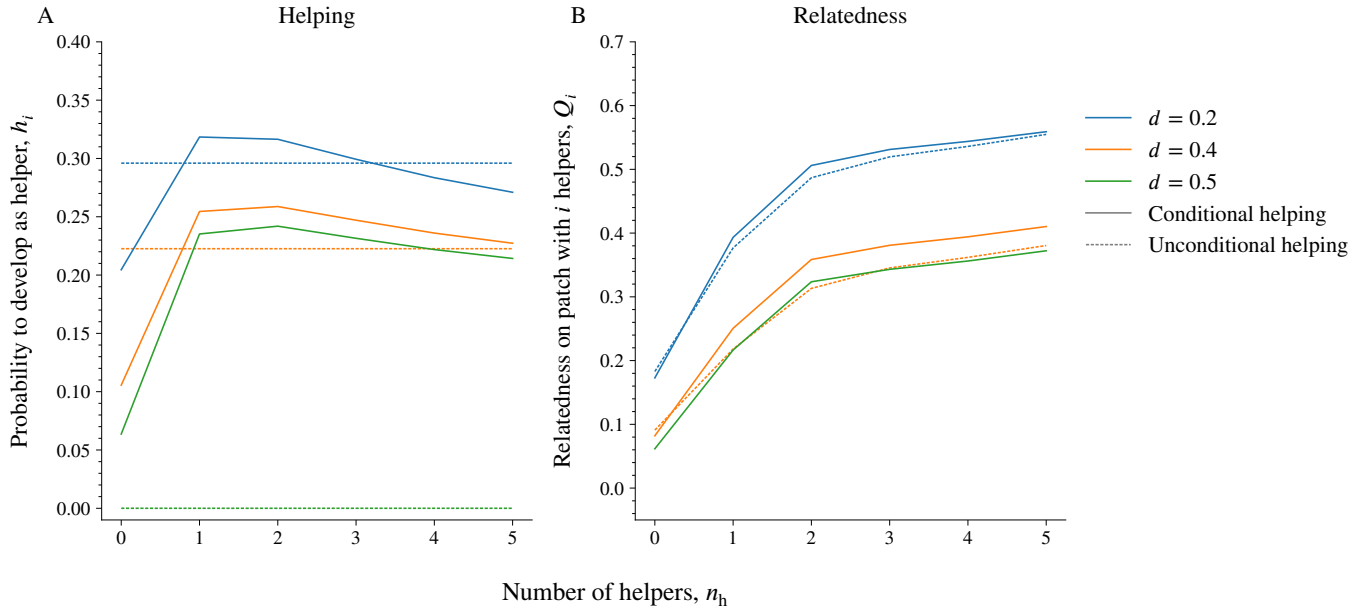 A
Helping
B
Relatedness
Probability to develop as helper, h_i
0.40
0.35
0.30
0.25
0.20
0.15
0.10
0.05
0.00
0 1 2 3 4 5
Relatedness on patch with i helpers, Q_i
0.7
0.6
0.5
0.4
0.3
0.2
0.1
0.0
0 1 2 3 4 5
d = 0.2
d = 0.4
d = 0.5
Conditional helping
Unconditional helping
Number of helpers, n_h